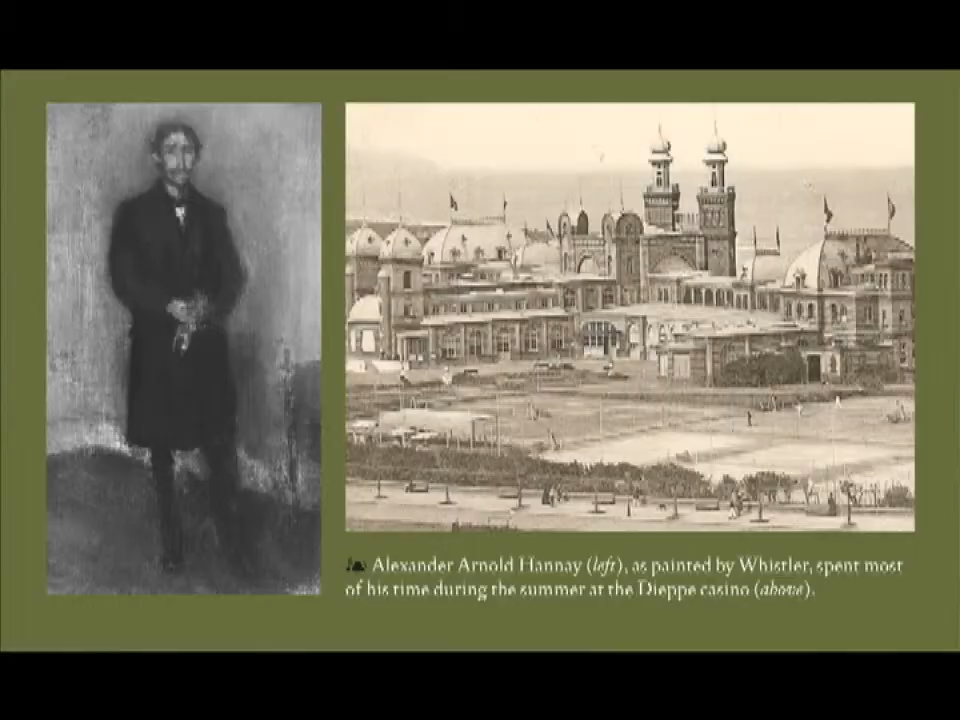 Alexander Arnold Hannay (left), as painted by Whistler, spent most
of his time during the summer at the Dieppe casino (above).